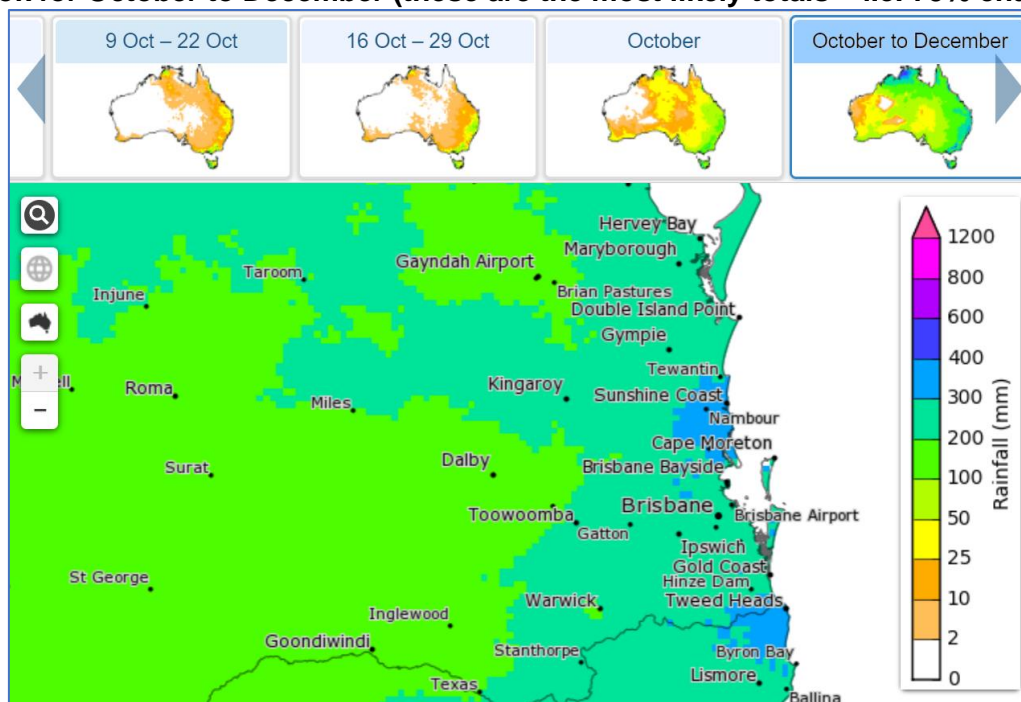 9 Oct – 22 Oct
16 Oct – 29 Oct
October
October to December
Hervey Bay
Maryborough
Gayndah Airport
Taroom
Brian Pastures
Injune
Double Island Point
Gympie
Tewantin
Kingaroy
Roma
Sunshine Coast
Miles
Nambour
Cape Moreton
Dalby
Surat
Brisbane Bayside
Brisbane
Toowoomba
Brisbane Airport
Gatton
Ipswich
Gold Coast
St George
Hinze Dam
Warwick
Tweed Heads
Inglewood
Goondiwindi
Stanthorpe
Byron Bay
Lismore
Texas
Ballina
1200
800
600
400
300
200
100
50
25
10
2
0
Rainfall (mm)